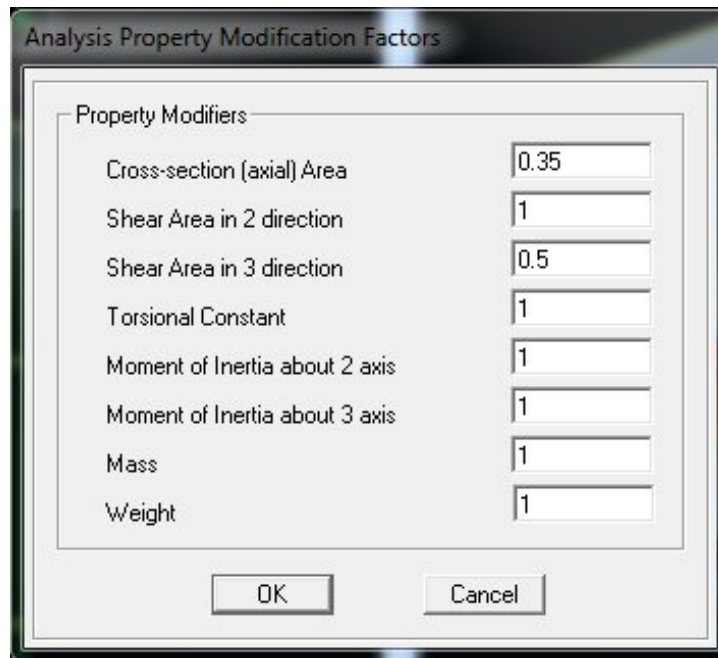 Analysis Property Modification Factors
Property Modifiers
Cross-section (axial) Area 0.35
Shear Area in 2 direction 1
Shear Area in 3 direction 0.5
Torsional Constant 1
Moment of Inertia about 2 axis 1
Moment of Inertia about 3 axis 1
Mass 1
Weight 1
OK Cancel